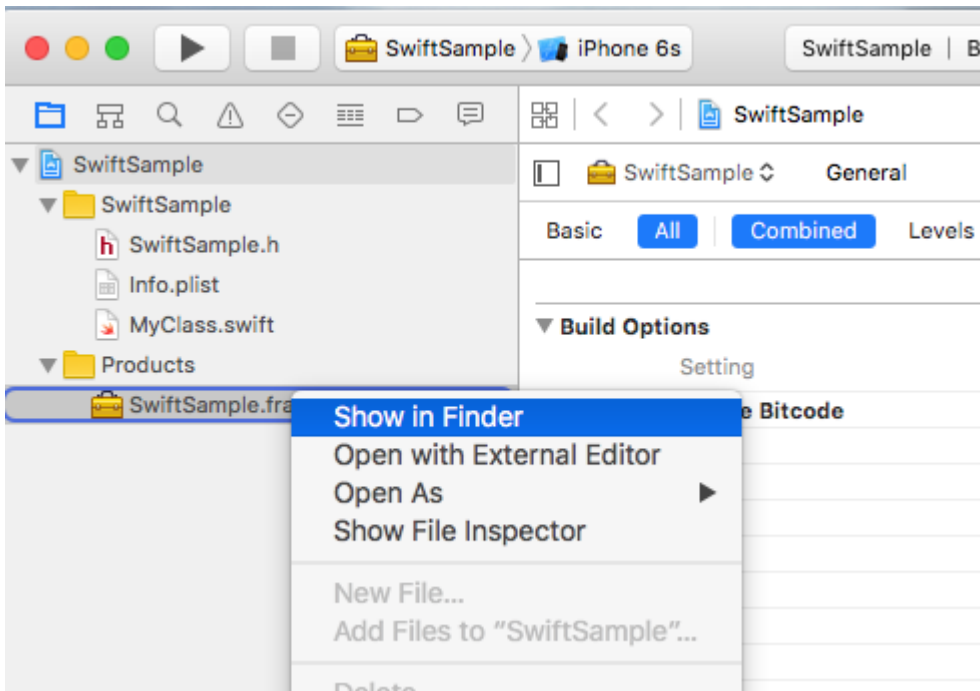 SwiftSample 〉 iPhone 6s
SwiftSample | B
SwiftSample
SwiftSample
SwiftSample.h
Info.plist
MyClass.swift
Products
SwiftSample.fra
SwiftSample
SwiftSample General
Basic All Combined Levels
Build Options
Setting
e Bitcode
Show in Finder
Open with External Editor
Open As
Show File Inspector
New File...
Add Files to “SwiftSample”...
Delete